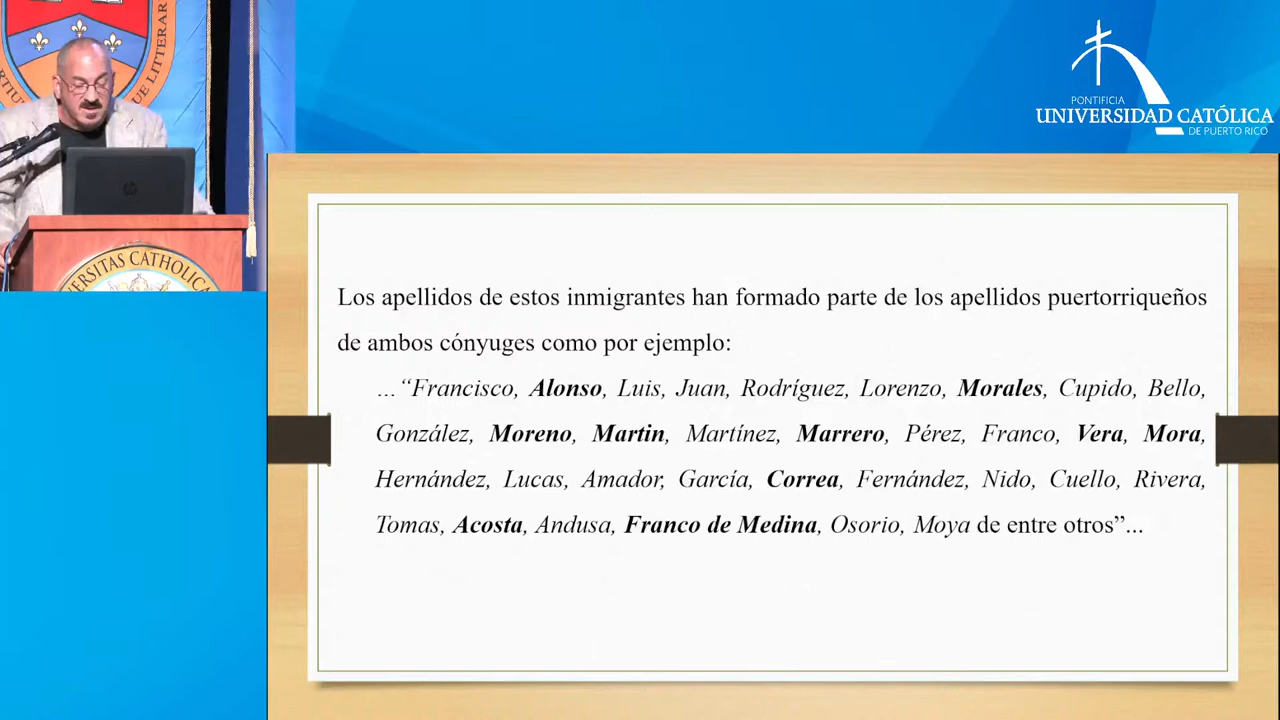 PONTIFICIA
UNIVERSIDAD CATÓLICA
DE PUERTO RICO
Los apellidos de estos inmigrantes han formado parte de los apellidos puertorriqueños
de ambos cónyuges como por ejemplo:
…“Francisco, Alonso, Luis, Juan, Rodríguez, Lorenzo, Morales, Cupido, Bello,
González, Moreno, Martin, Martínez, Marrero, Pérez, Franco, Vera, Mora,
Hernández, Lucas, Amador, García, Correa, Fernández, Nido, Cuello, Rivera,
Tomas, Acosta, Andusa, Franco de Medina, Osorio, Moya de entre otros”...